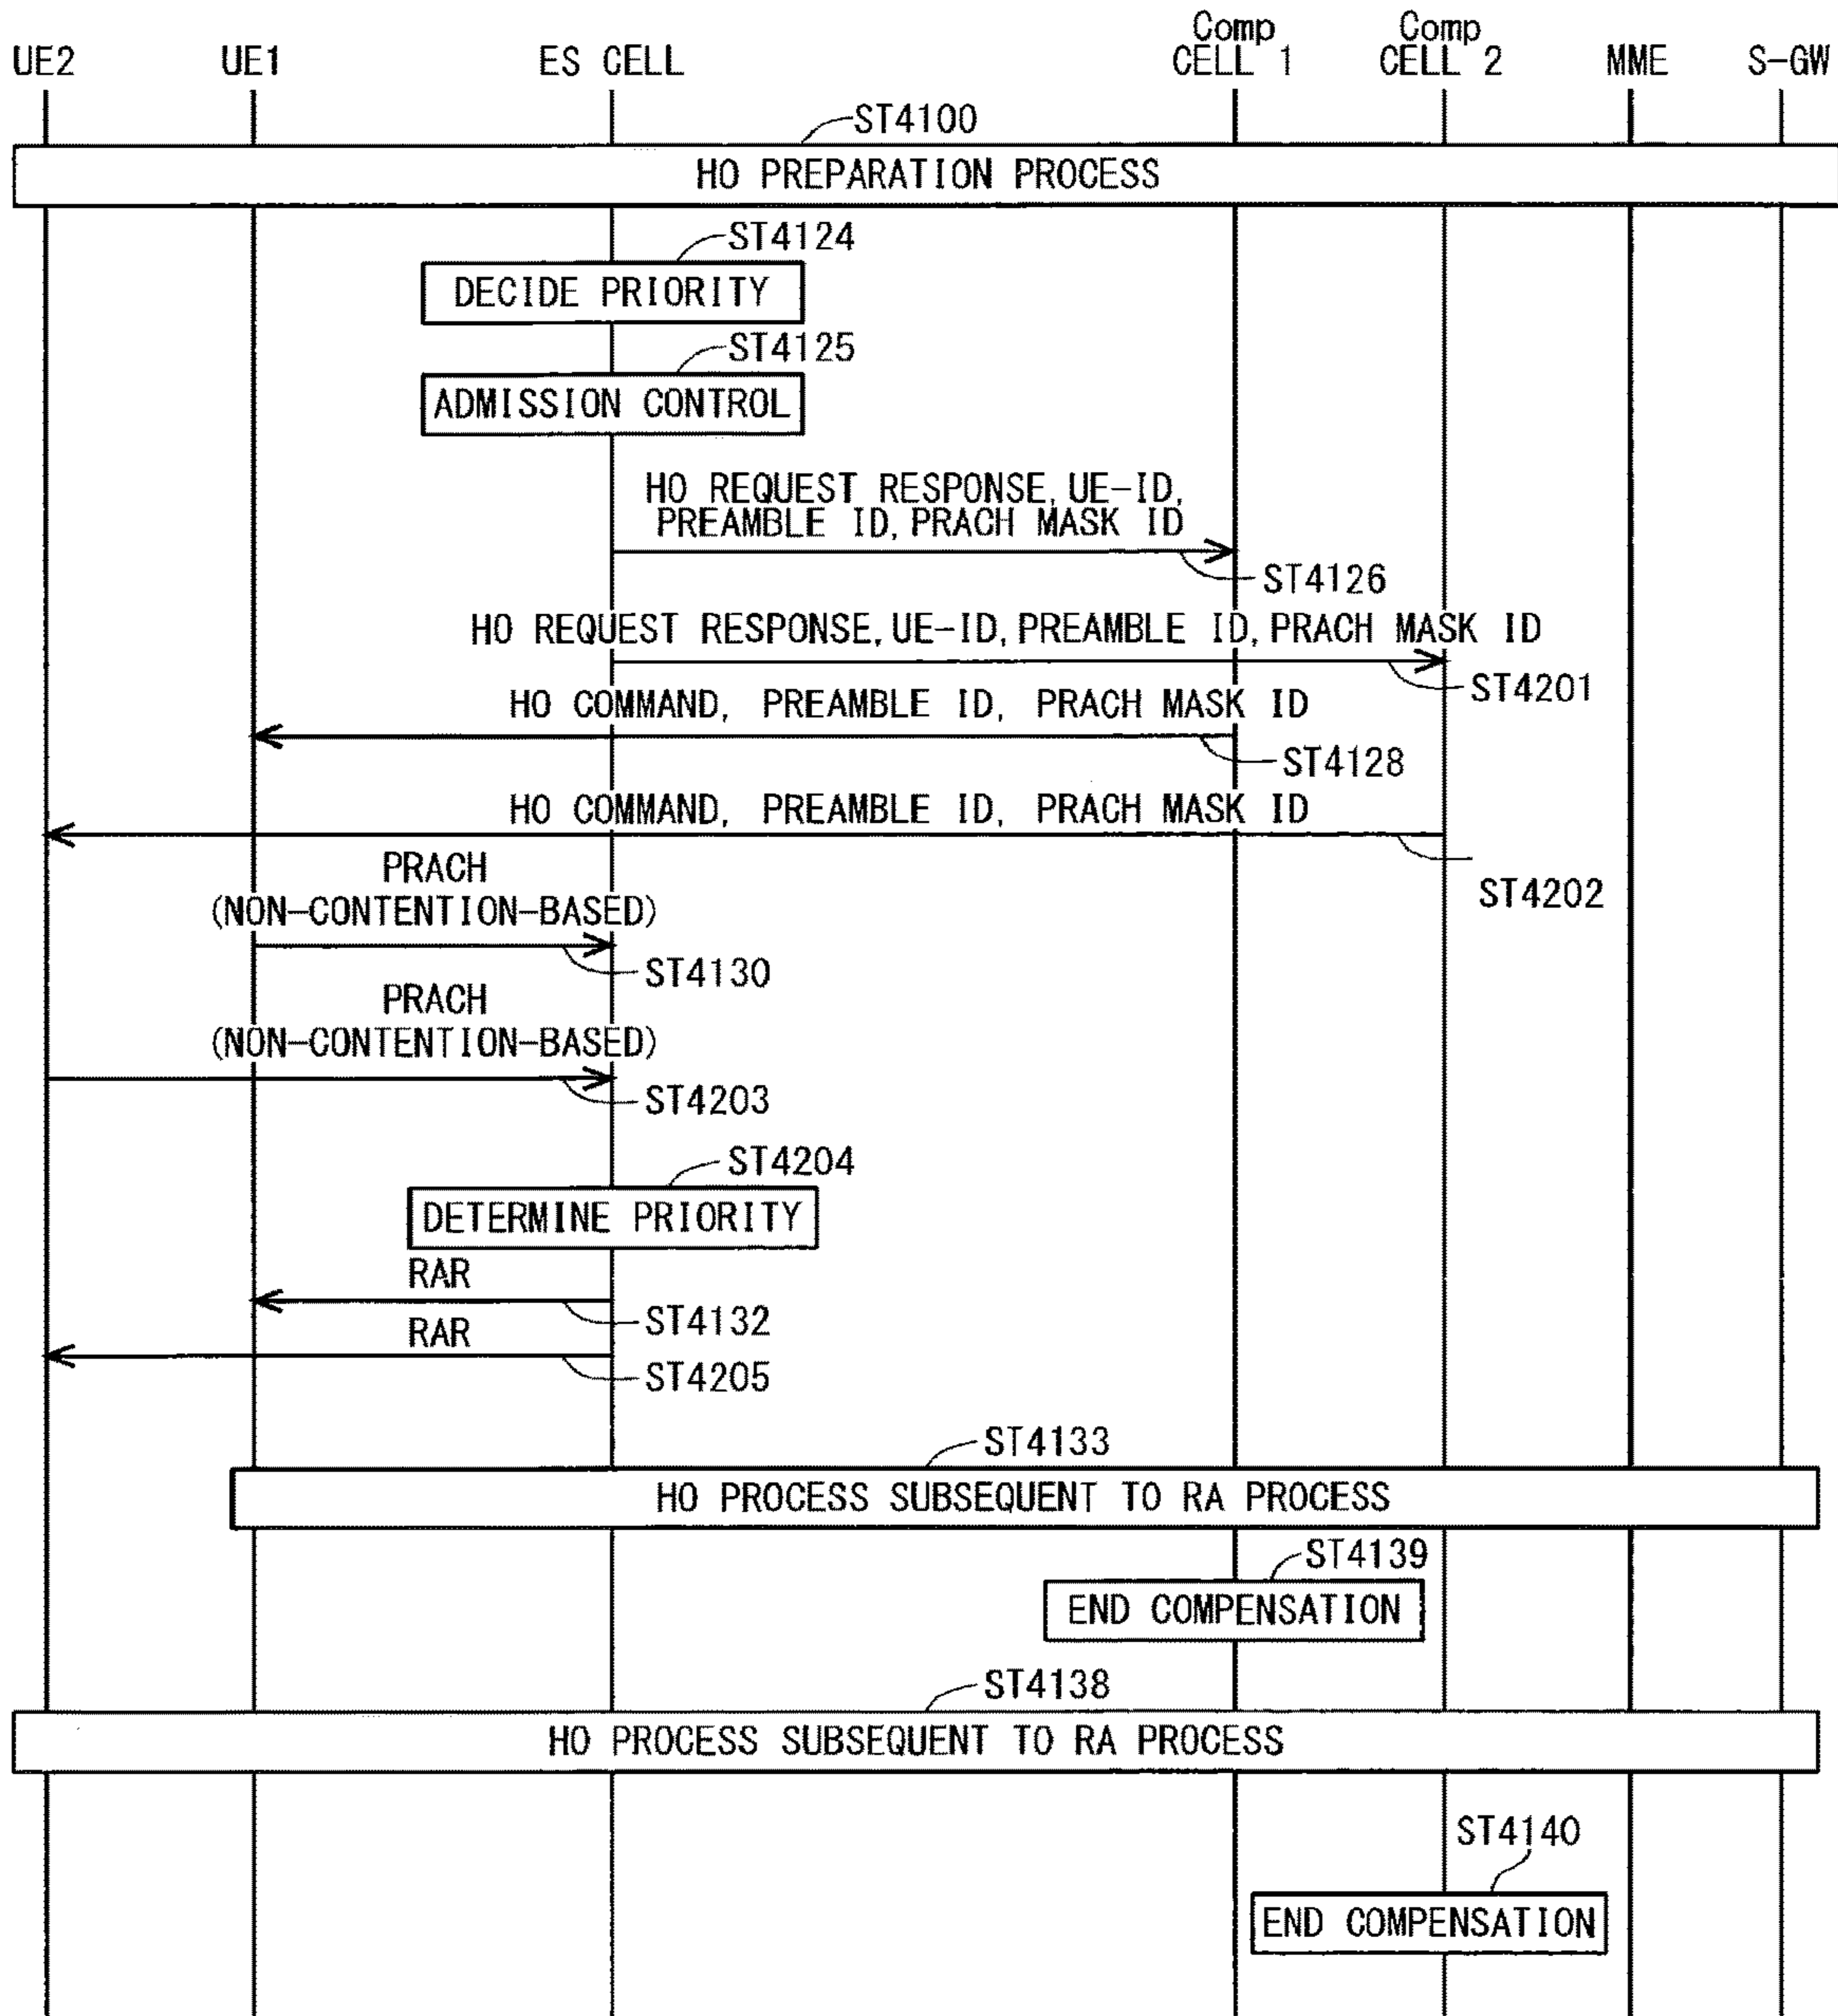 UE2
UE1
ES CELL
Comp
CELL 1
Comp
CELL 2
MME
S-GW
ST4100
HO PREPARATION PROCESS
ST4124
DECIDE PRIORITY
ST4125
ADMISSION CONTROL
HO REQUEST RESPONSE, UE-ID,
PREAMBLE ID, PRACH MASK ID
ST4126
HO REQUEST RESPONSE, UE-ID, PREAMBLE ID, PRACH MASK ID
ST4201
HO COMMAND, PREAMBLE ID, PRACH MASK ID
ST4128
HO COMMAND, PREAMBLE ID, PRACH MASK ID
ST4202
PRACH
(NON-CONTENTION-BASED)
ST4130
PRACH
(NON-CONTENTION-BASED)
ST4203
ST4204
DETERMINE PRIORITY
RAR
ST4132
RAR
ST4205
ST4133
HO PROCESS SUBSEQUENT TO RA PROCESS
ST4139
END COMPENSATION
ST4138
HO PROCESS SUBSEQUENT TO RA PROCESS
ST4140
END COMPENSATION